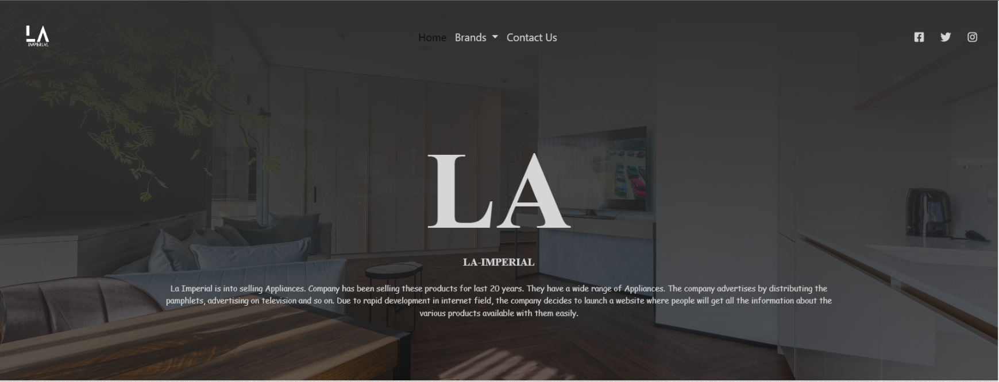 LA
IMPERIAL
Home Brands Contact Us
LA
LA-IMPERIAL
La Imperial is into selling Appliances. Company has been selling these products for last 20 years. They have a wide range of Appliances. The company advertises by distributing the
pamphlets, advertising on television and so on. Due to rapid development in internet field, the company decides to launch a website where people will get all the information about the
various products available with them easily.